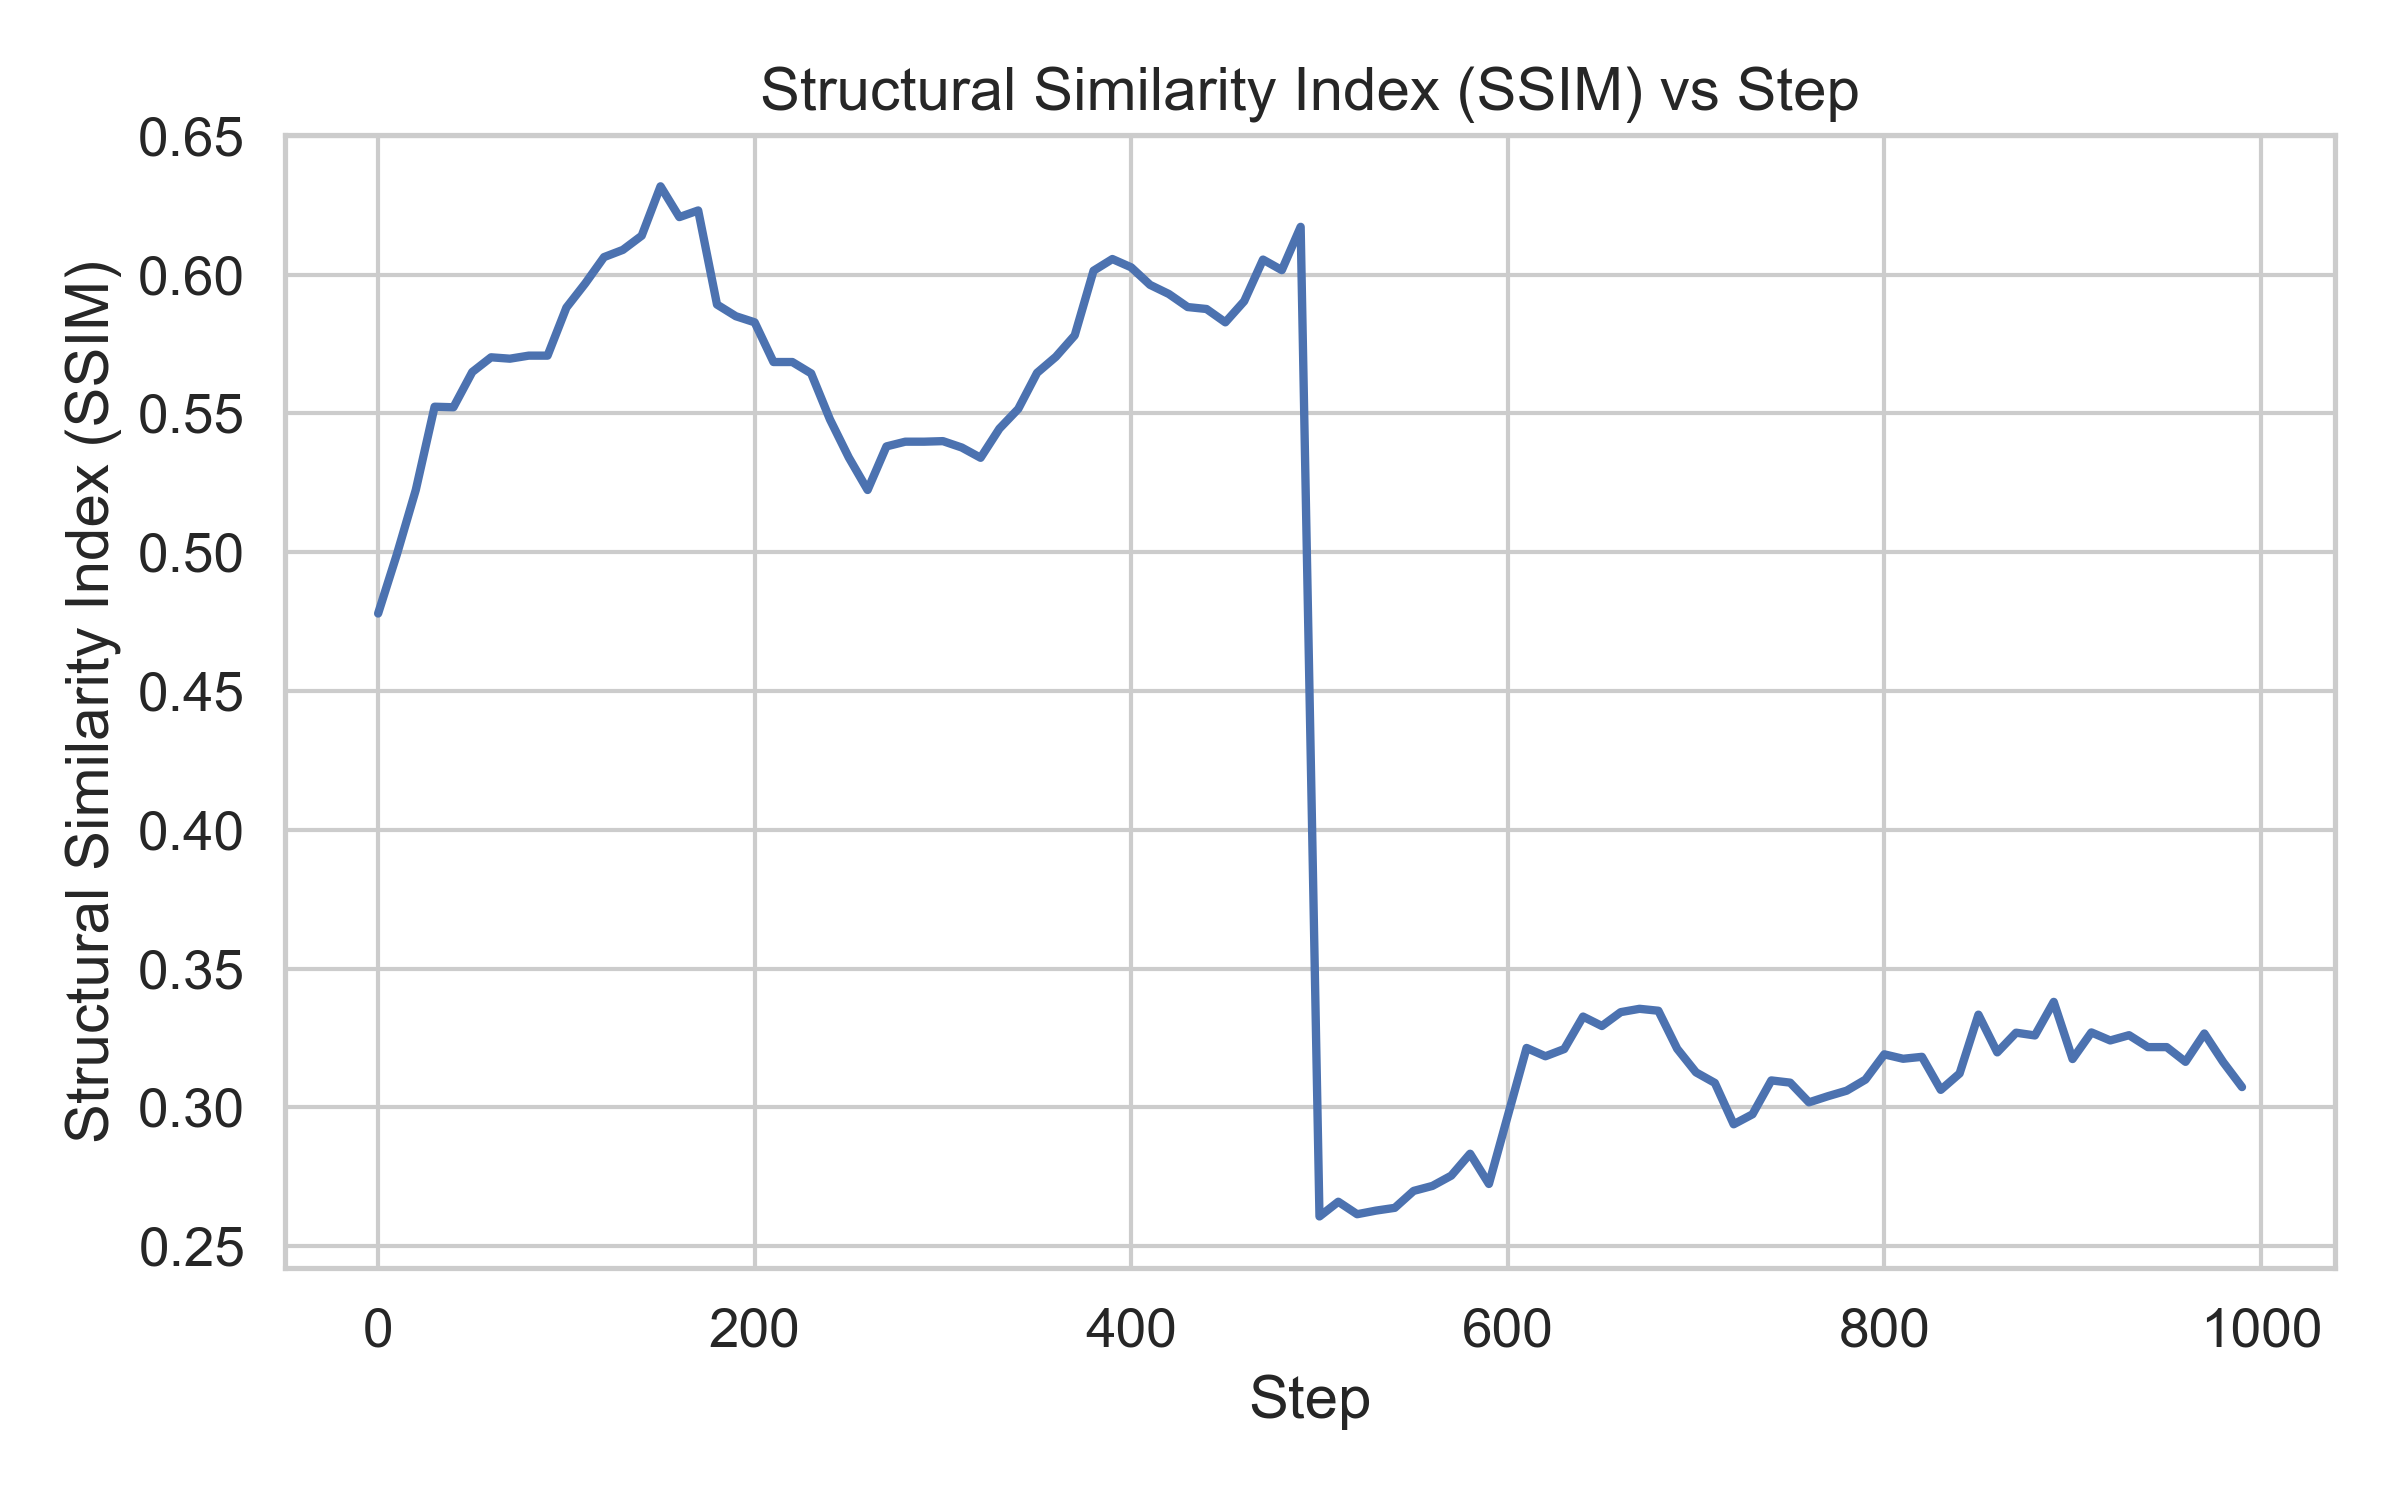 Structural Similarity Index (SSIM) vs Step
Structural Similarity Index (SSIM)
0.65
0.60
0.55
0.50
0.45
0.40
0.35
0.30
0.25
0 200 400 600 800 1000
Step